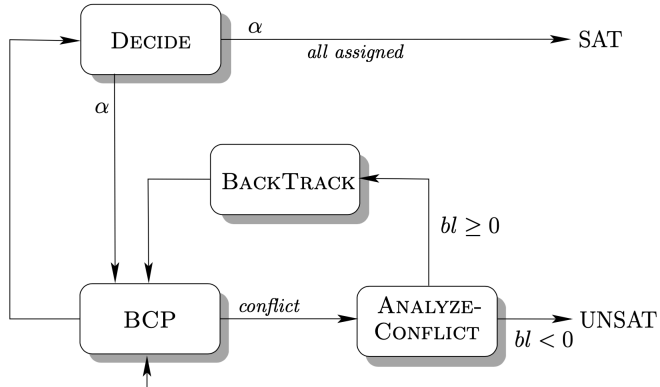 DECIDE
α
all assigned
SAT
α
BACKTRACK
bl ≥ 0
BCP
conflict
ANALYZE-
CONFLICT
bl < 0
UNSAT